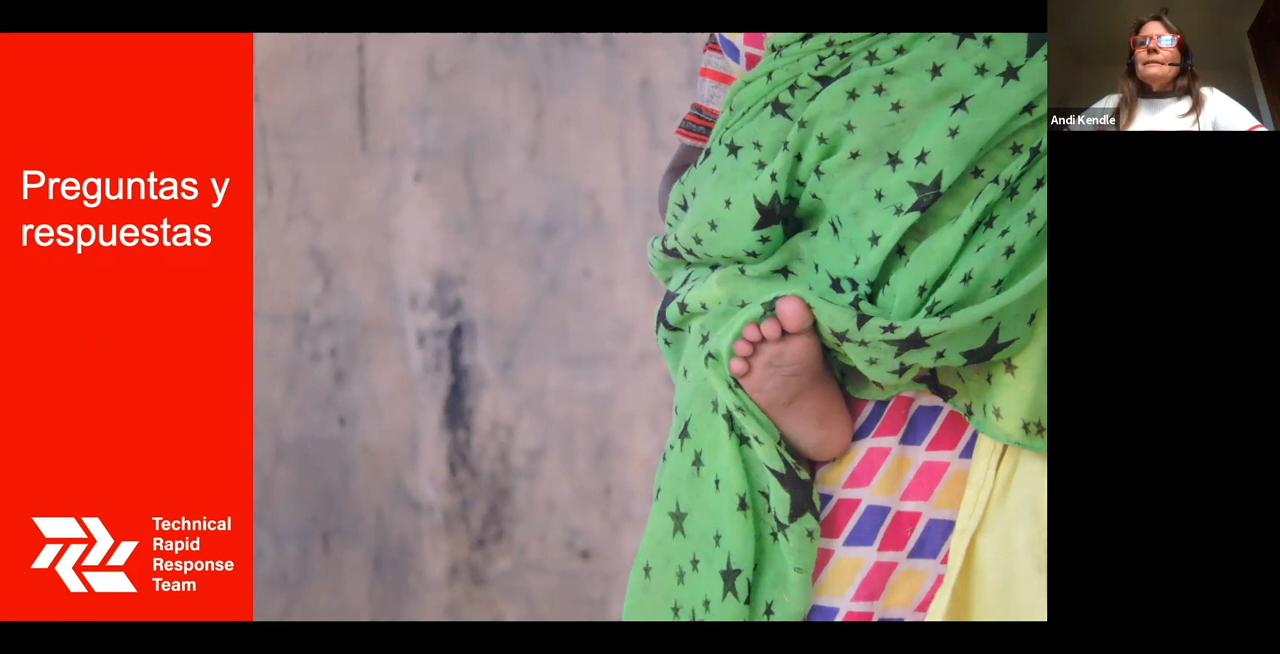 Preguntas y
respuestas
Technical
Rapid
Response
Team
Andi Kendle